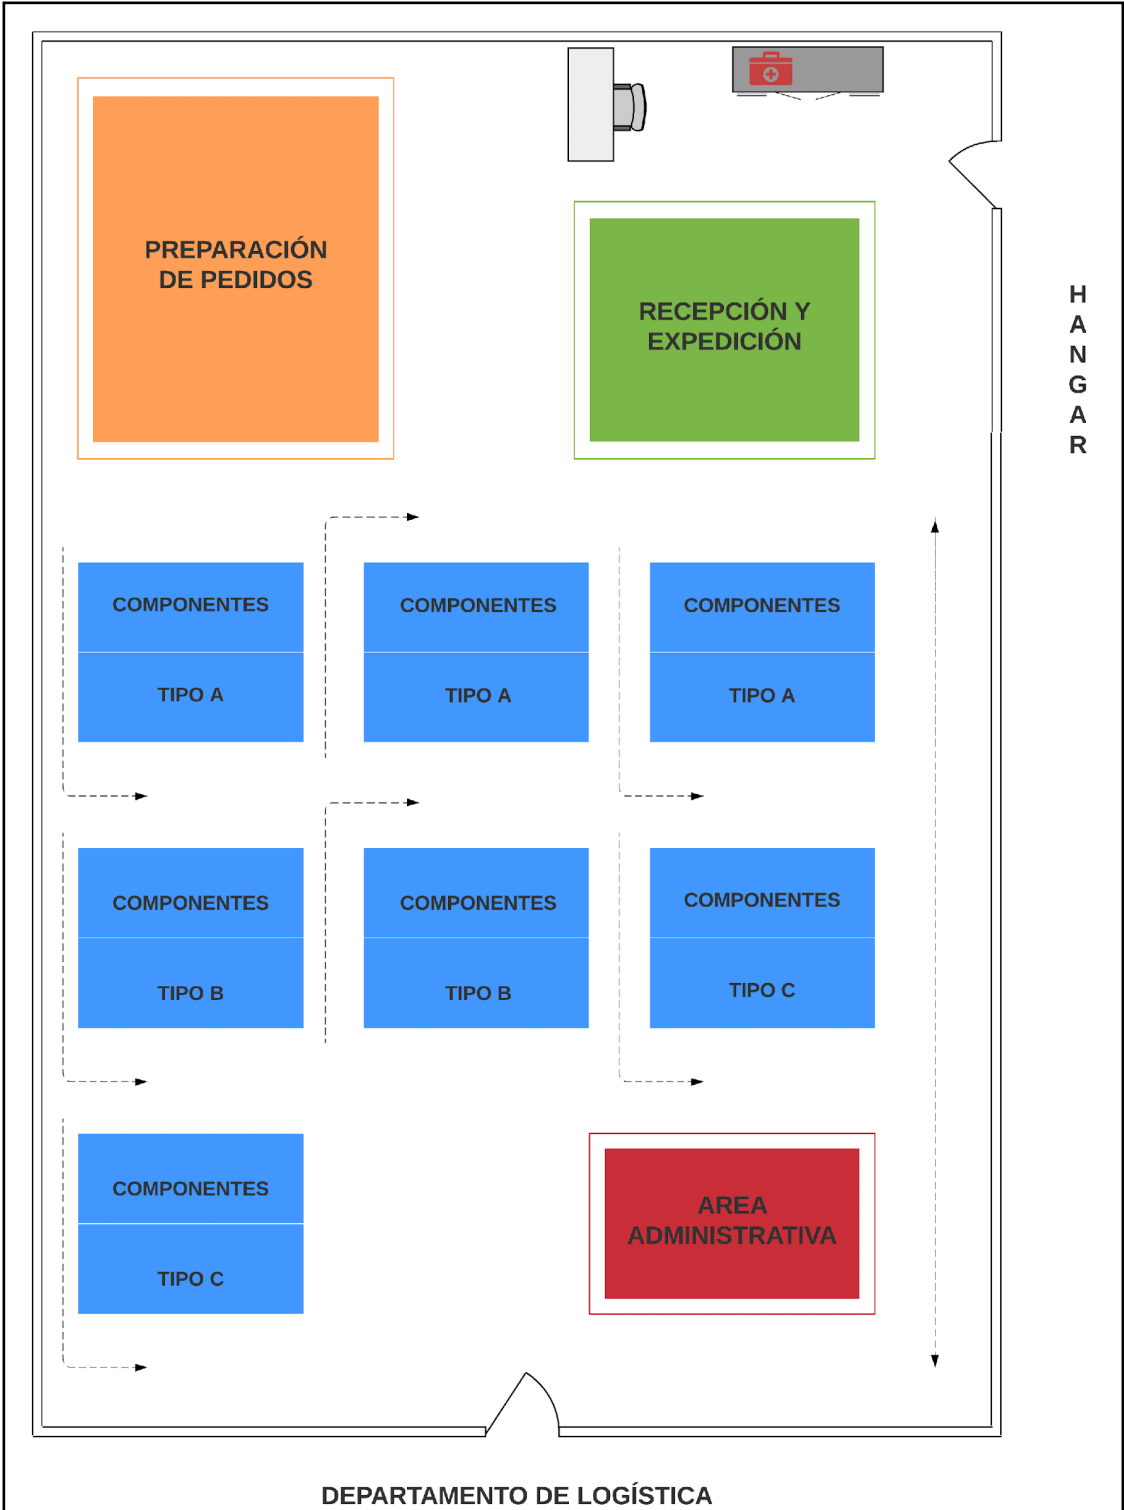 PREPARACIÓN
DE PEDIDOS
RECEPCIÓN Y
EXPEDICIÓN
H
A
N
G
A
R
COMPONENTES
TIPO A
COMPONENTES
TIPO A
COMPONENTES
TIPO A
COMPONENTES
TIPO B
COMPONENTES
TIPO B
COMPONENTES
TIPO C
COMPONENTES
TIPO C
AREA
ADMINISTRATIVA
DEPARTAMENTO DE LOGÍSTICA